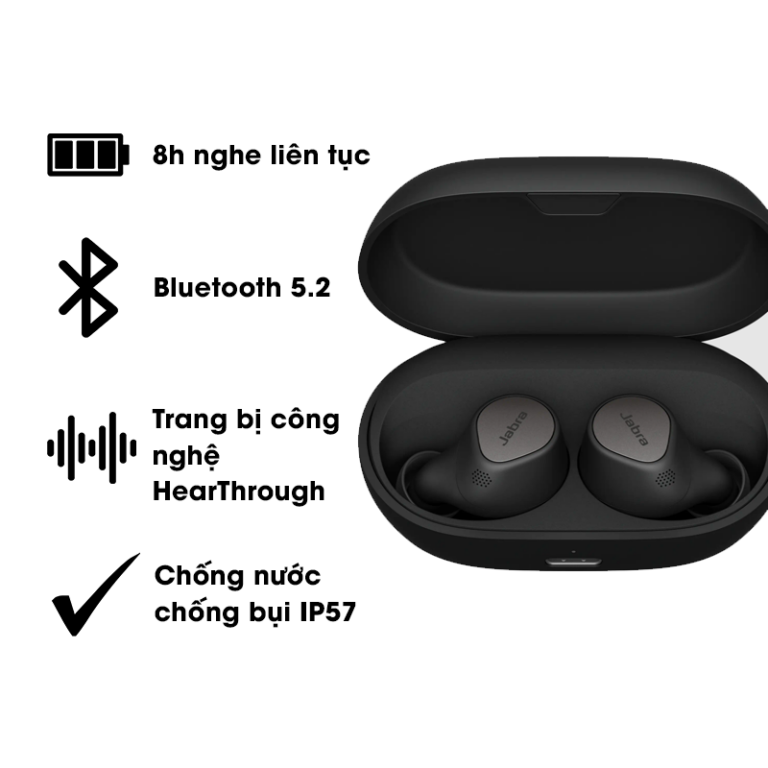 8h nghe liên tục
Bluetooth 5.2
Trang bị công
nghệ
HearThrough
Chống nước
chống bụi IP57
Jabra
Jabra